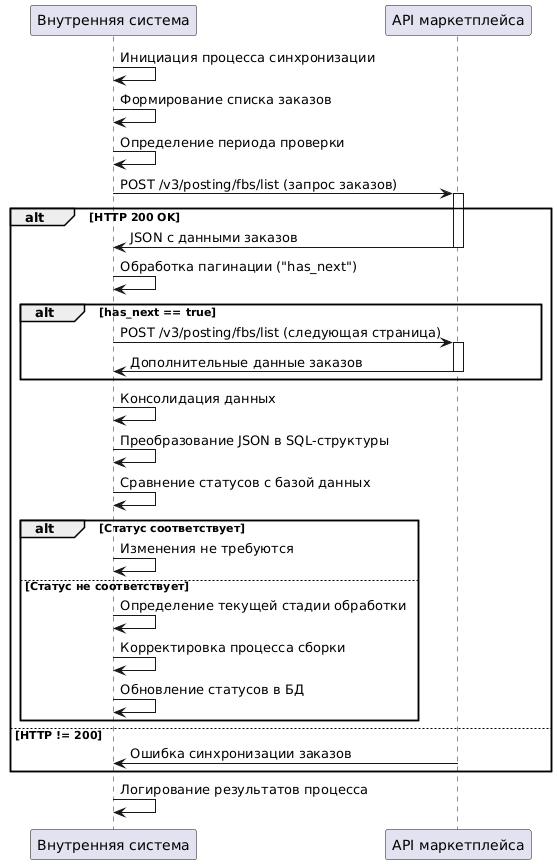 Внутренняя система
API маркетплейса
Инициация процесса синхронизации
Формирование списка заказов
Определение периода проверки
POST /v3/posting/fbs/list (запрос заказов)
alt [HTTP 200 OK]
JSON с данными заказов
Обработка пагинации ("has_next")
alt [has_next == true]
POST /v3/posting/fbs/list (следующая страница)
Дополнительные данные заказов
Консолидация данных
Преобразование JSON в SQL-структуры
Сравнение статусов с базой данных
alt [Статус соответствует]
Изменения не требуются
[Статус не соответствует]
Определение текущей стадии обработки
Корректировка процесса сборки
Обновление статусов в БД
[HTTP != 200]
Ошибка синхронизации заказов
Логирование результатов процесса
Внутренняя система
API маркетплейса